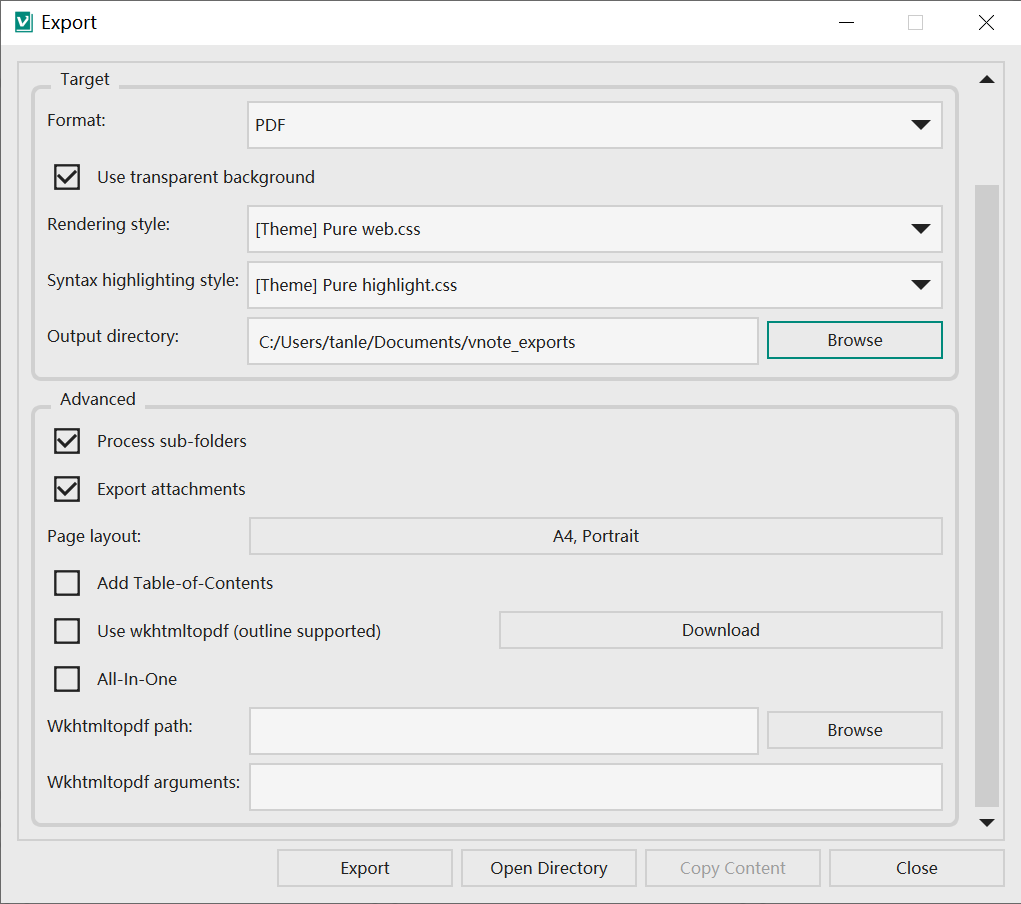 Export
Target
Format:
PDF
Use transparent background
Rendering style:
[Theme] Pure web.css
Syntax highlighting style:
[Theme] Pure highlight.css
Output directory:
C:/Users/tanle/Documents/vnote_exports
Browse
Advanced
Process sub-folders
Export attachments
Page layout:
A4, Portrait
Add Table-of-Contents
Use wkhtmltopdf (outline supported)
Download
All-In-One
Wkhtmltopdf path:
Browse
Wkhtmltopdf arguments:
Export
Open Directory
Copy Content
Close